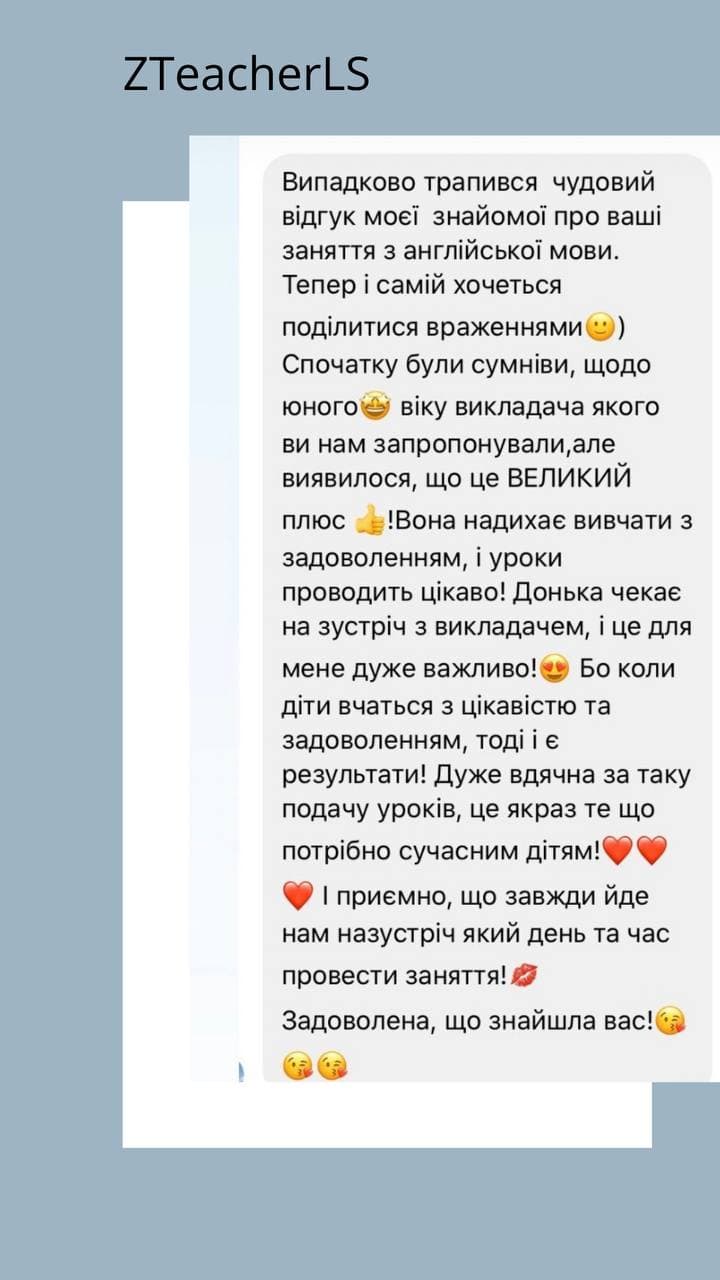 ZTeacherLS
Випадково трапився  чудовий
відгук моєї  знайомої про ваші
заняття з англійської мови.
Тепер і самій хочеться
поділитися враженнями🙂)
Спочатку були сумніви, щодо
юного🤩 віку викладача якого
ви нам запропонували,але
виявилося, що це ВЕЛИКИЙ
плюс 👍!Вона надихає вивчати з
задоволенням, і уроки
проводить цікаво! Донька чекає
на зустріч з викладачем, і це для
мене дуже важливо!😍 Бо коли
діти вчаться з цікавістю та
задоволенням, тоді і є
результати! Дуже вдячна за таку
подачу уроків, це якраз те що
потрібно сучасним дітям!❤️❤️
❤️ І приємно, що завжди йде
нам назустріч який день та час
провести заняття!💋
Задоволена, що знайшла вас!😘
😘😘